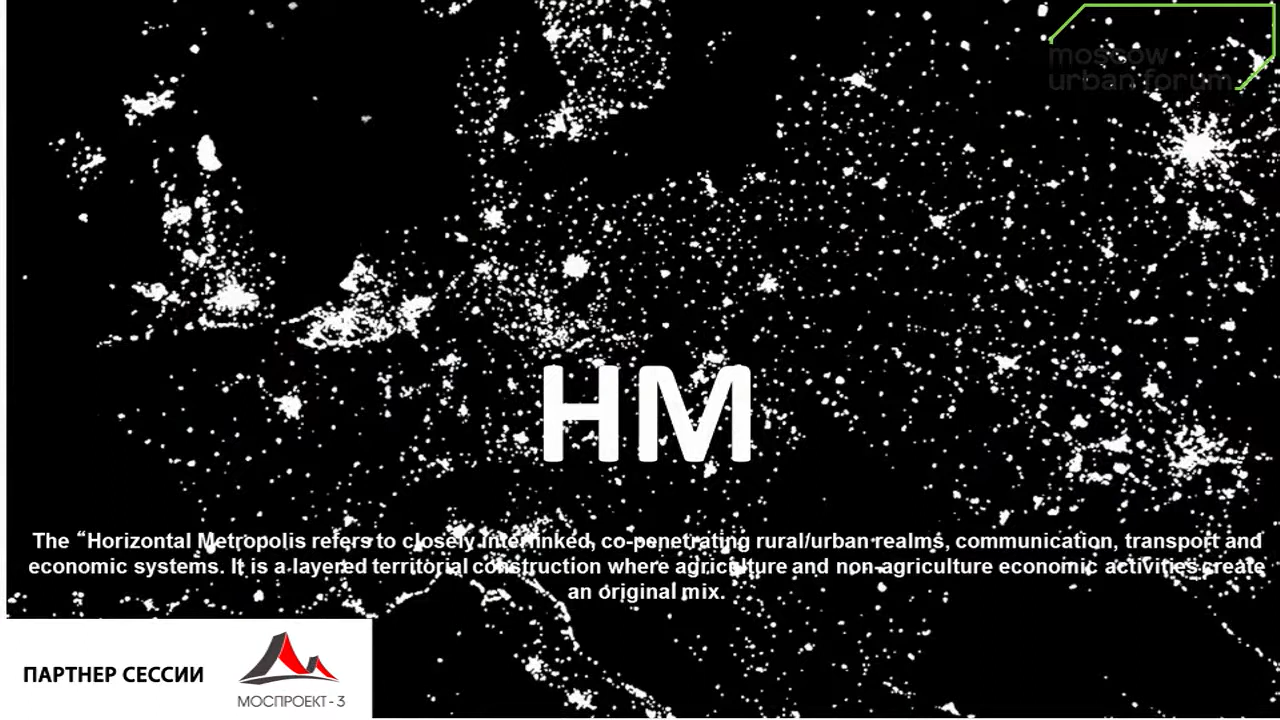 moscow
urban forum
HM
The “Horizontal Metropolis refers to closely interlinked, co-penetrating rural/urban realms, communication, transport and
economic systems. It is a layered territorial construction where agriculture and non-agriculture economic activities create
an original mix.
ПАРТНЕР СЕССИИ
МОСПРОЕКТ - 3